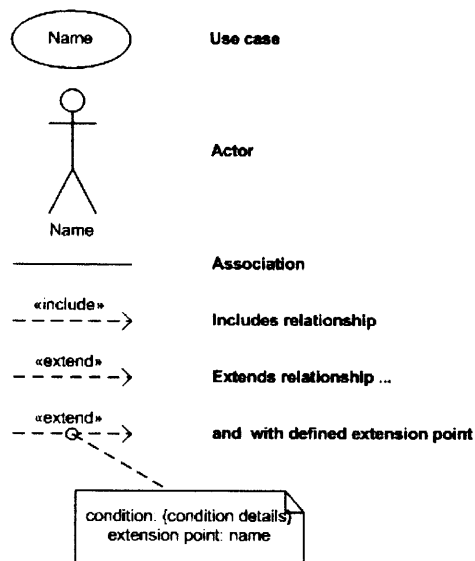 Name
Use case
Actor
Name
Association
«include»
Includes relationship
«extend»
Extends relationship ...
«extend»
and with defined extension point
condition. {condition details}
extension point: name